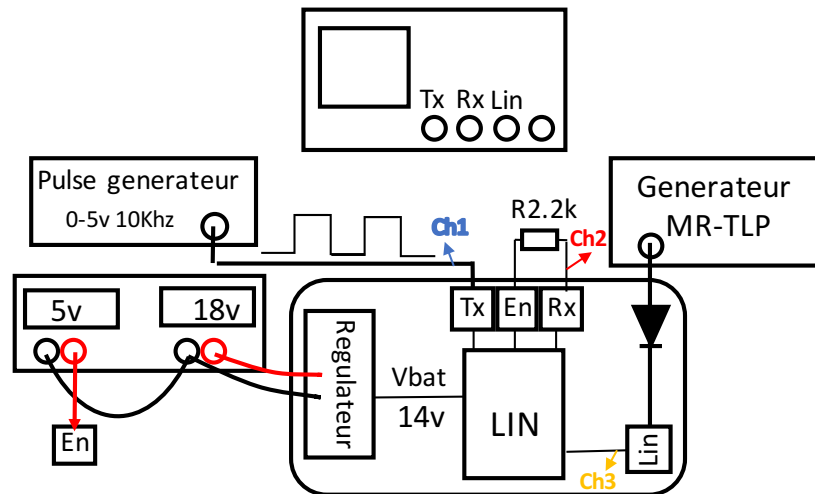 Tx Rx Lin
Pulse generateur
0-5v 10Khz
Ch1
R2.2k
Ch2
Generateur
MR-TLP
5v
18v
Tx
En
Rx
Regulateur
Vbat
14v
LIN
En
Lin
Ch3